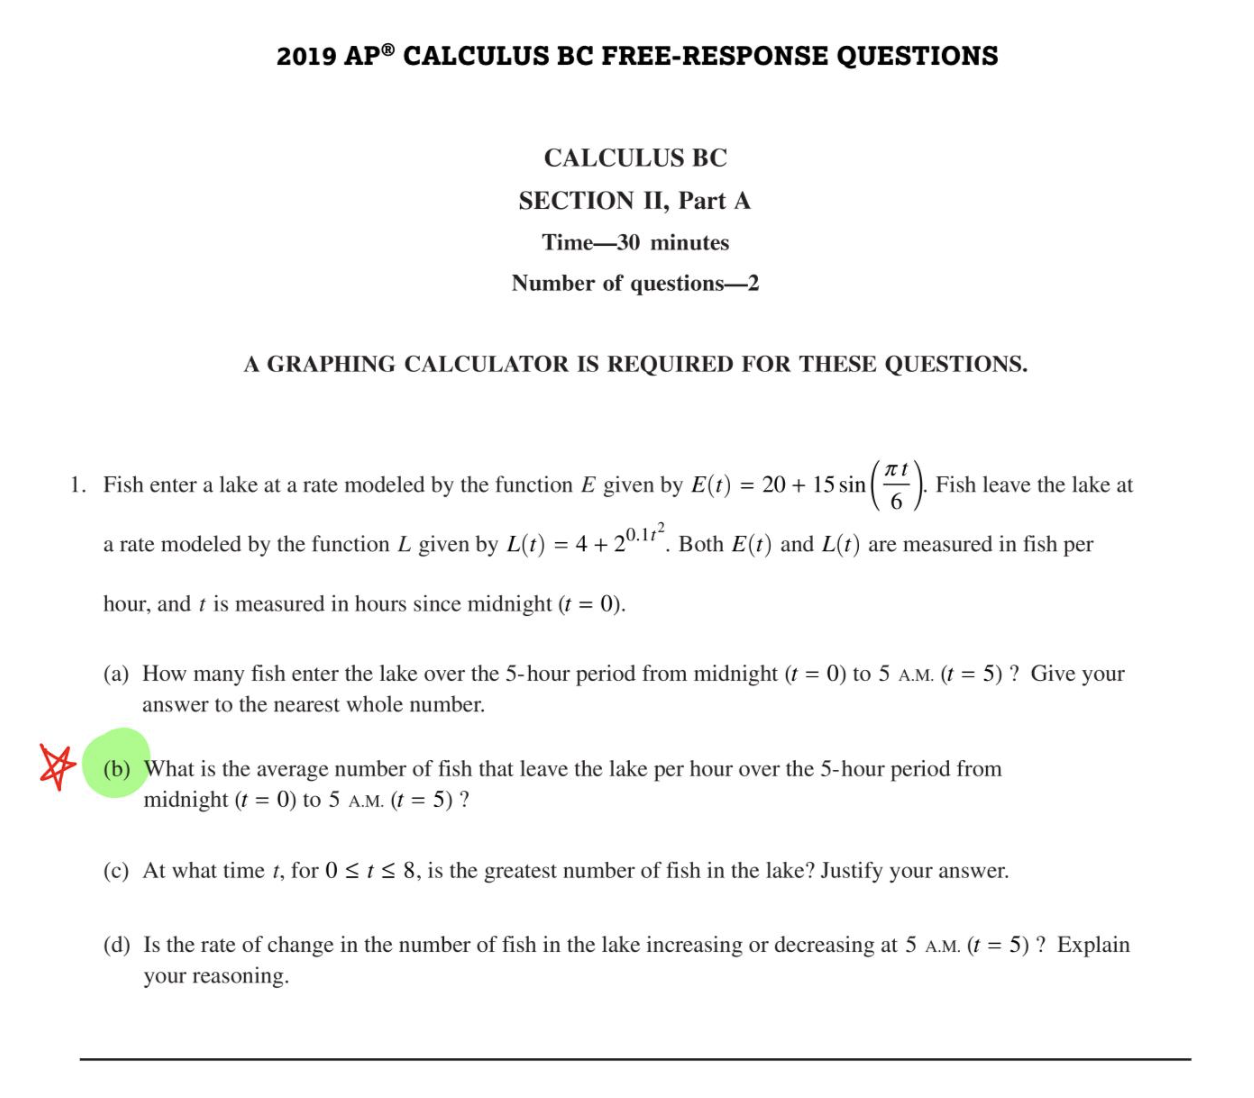 2019 AP® CALCULUS BC FREE-RESPONSE QUESTIONS
CALCULUS BC
SECTION II, Part A
Time—30 minutes
Number of questions—2
A GRAPHING CALCULATOR IS REQUIRED FOR THESE QUESTIONS.
1. Fish enter a lake at a rate modeled by the function E given by E(t) = 20 + 15 sin(πt/6). Fish leave the lake at
a rate modeled by the function L given by L(t) = 4 + 2^{0.1t^2}. Both E(t) and L(t) are measured in fish per
hour, and t is measured in hours since midnight (t = 0).
(a) How many fish enter the lake over the 5-hour period from midnight (t = 0) to 5 A.M. (t = 5) ? Give your
answer to the nearest whole number.
(b) What is the average number of fish that leave the lake per hour over the 5-hour period from
midnight (t = 0) to 5 A.M. (t = 5) ?
(c) At what time t, for 0 ≤ t ≤ 8, is the greatest number of fish in the lake? Justify your answer.
(d) Is the rate of change in the number of fish in the lake increasing or decreasing at 5 A.M. (t = 5) ? Explain
your reasoning.